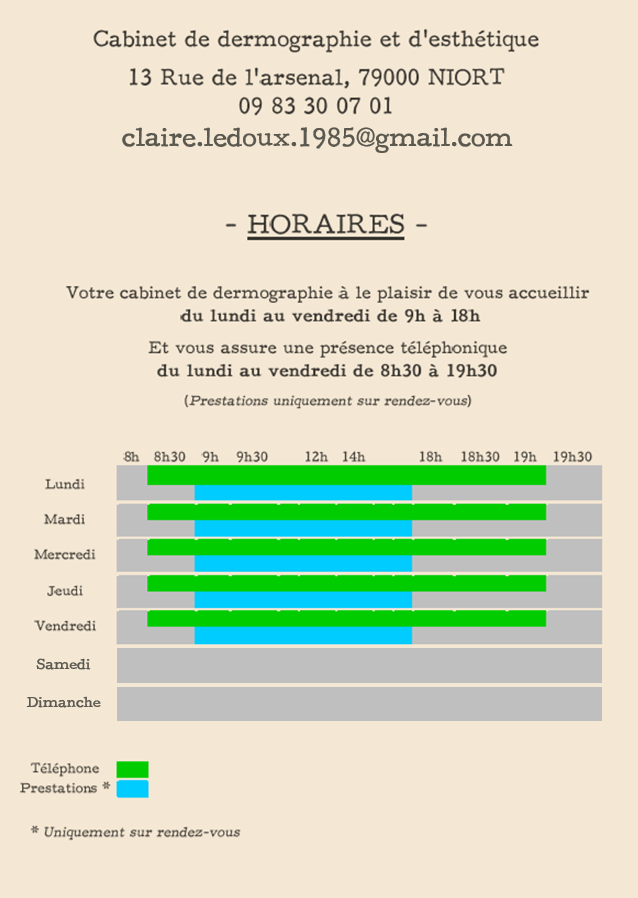 Cabinet de dermographie et d'esthétique
13 Rue de l'arsenal, 79000 NIORT
09 83 30 07 01
claire.ledoux.1985@gmail.com
- HORAIRES -
Votre cabinet de dermographie à le plaisir de vous accueillir
du lundi au vendredi de 9h à 18h
Et vous assure une présence téléphonique
du lundi au vendredi de 8h30 à 19h30
(Prestations uniquement sur rendez-vous)
8h 8h30 9h 9h30 12h 14h 18h 18h30 19h 19h30
Lundi
Mardi
Mercredi
Jeudi
Vendredi
Samedi
Dimanche
Téléphone
Prestations *
* Uniquement sur rendez-vous